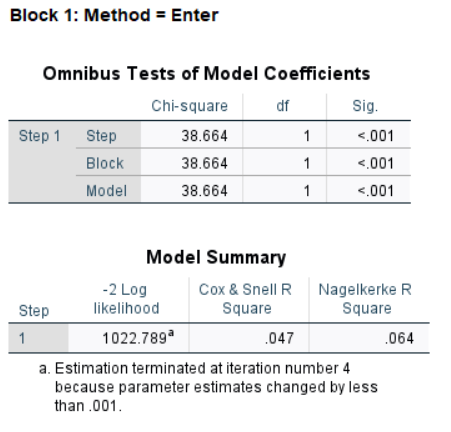 Block 1: Method = Enter
Omnibus Tests of Model Coefficients
Chi-square df Sig.
Step 1 Step 38.664 1 <.001
Block 38.664 1 <.001
Model 38.664 1 <.001
Model Summary
Step -2 Log likelihood Cox & Snell R Square Nagelkerke R Square
1 1022.789a .047 .064
a. Estimation terminated at iteration number 4
because parameter estimates changed by less
than .001.